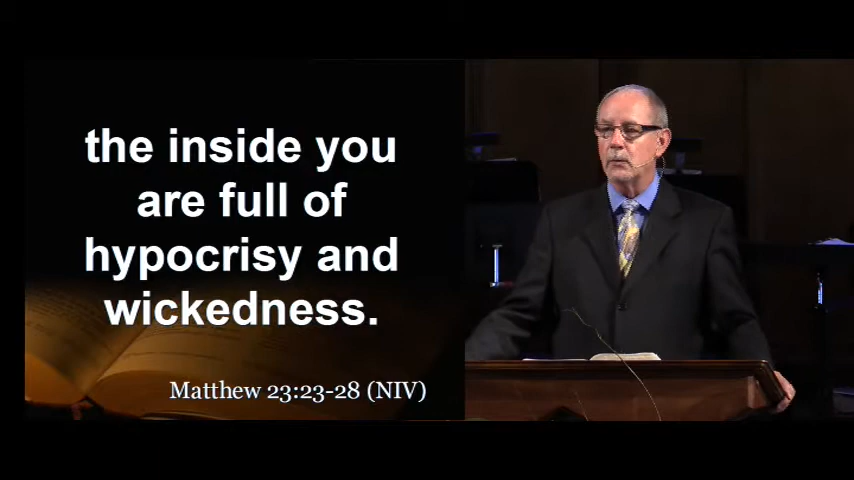 the inside you
are full of
hypocrisy and
wickedness.
Matthew 23:23-28 (NIV)